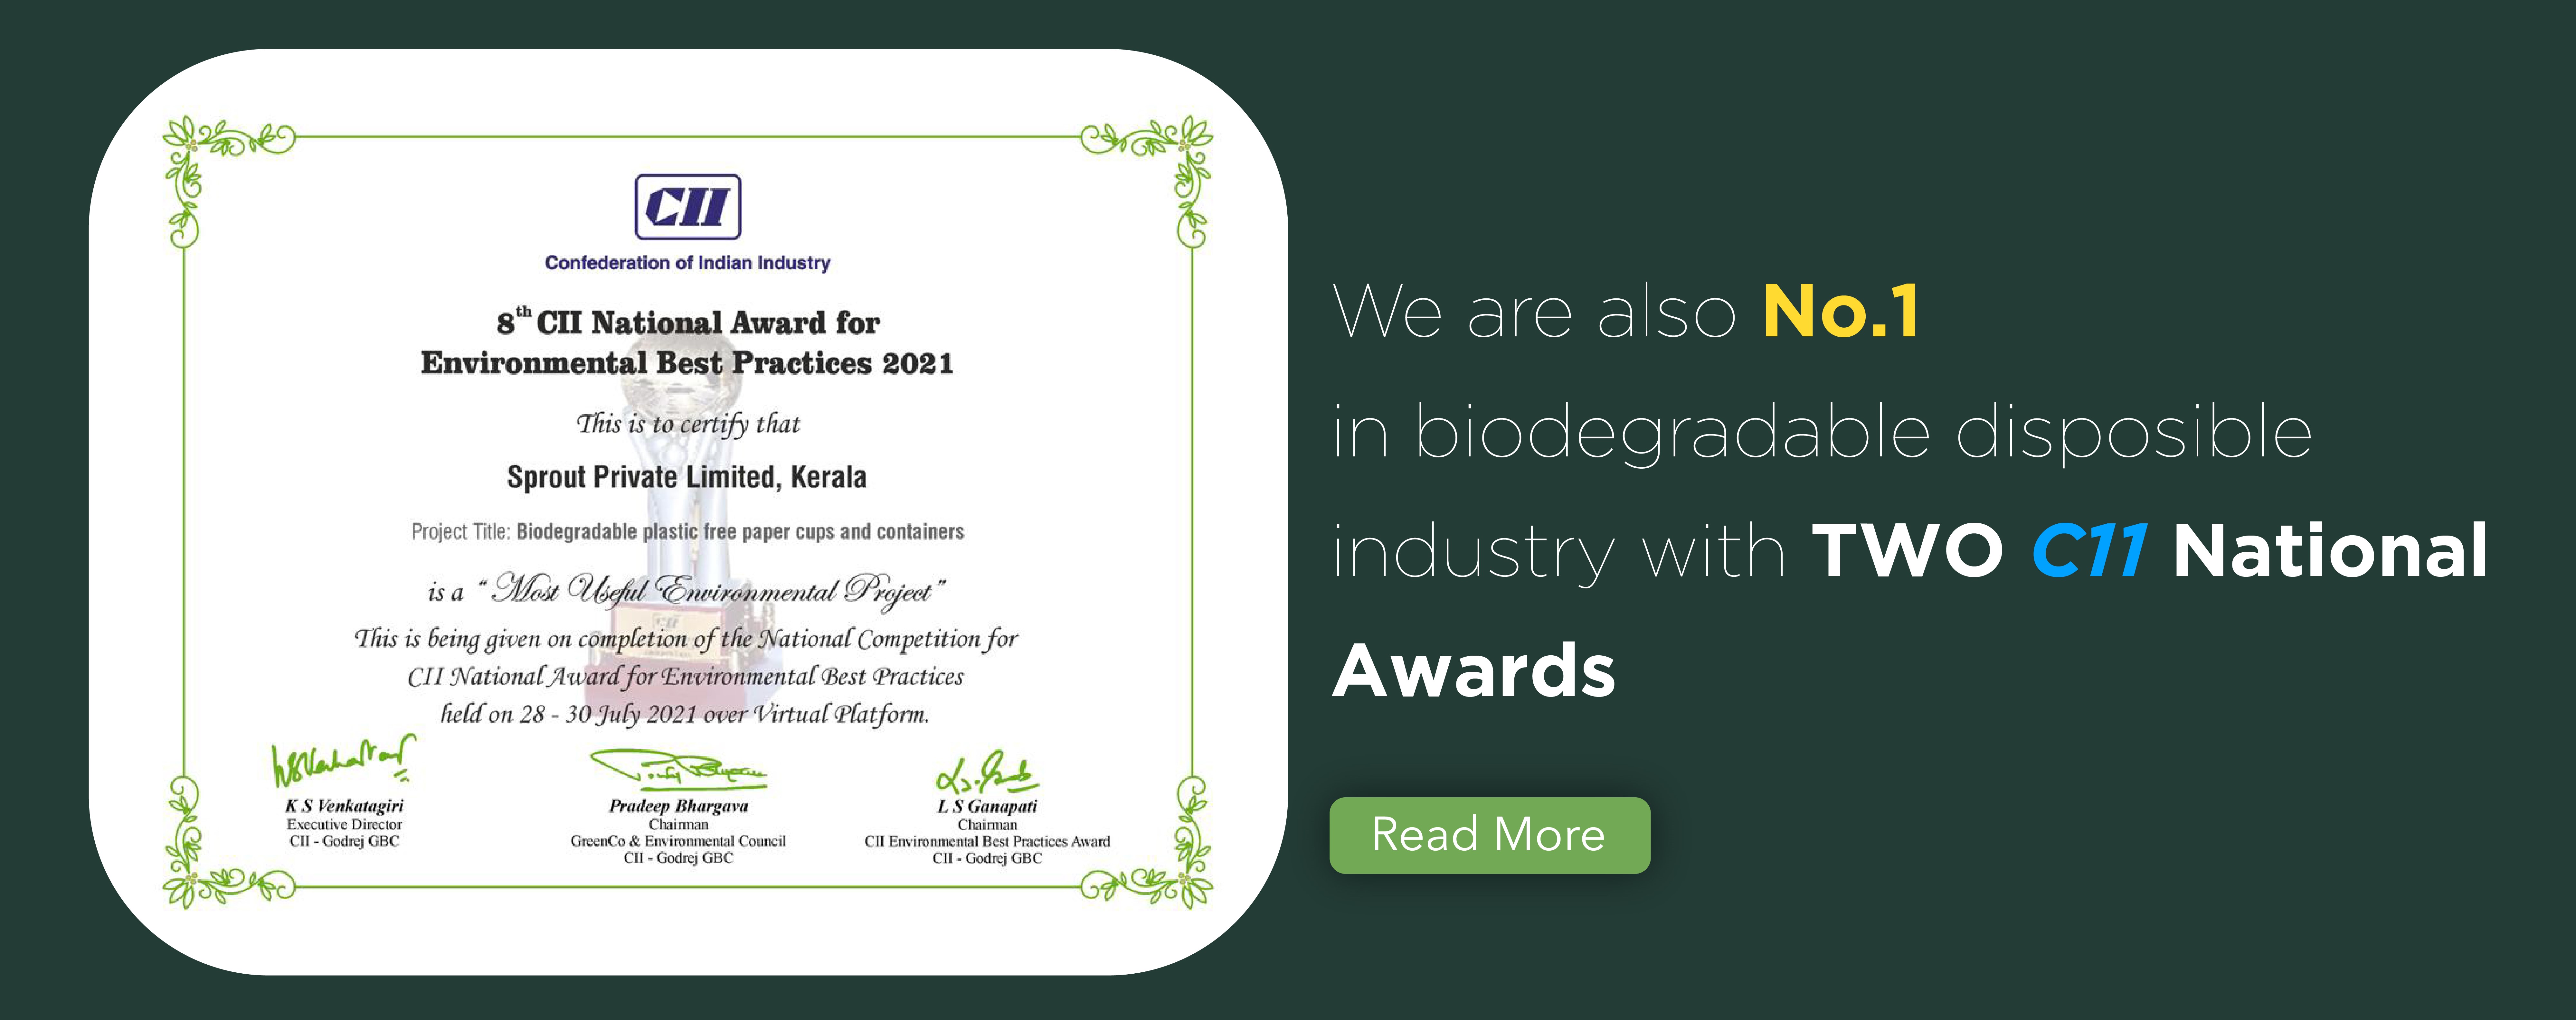 CII
Confederation of Indian Industry
8th CII National Award for
Environmental Best Practices 2021
This is to certify that
Sprout Private Limited, Kerala
Project Title: Biodegradable plastic free paper cups and containers
is a "Most Useful Environmental Project"
This is being given on completion of the National Competition for
CII National Award for Environmental Best Practices
held on 28 - 30 July 2021 over Virtual Platform.
K S Venkatagiri
Executive Director
CII - Godrej GBC
Pradeep Bhargava
Chairman
GreenCo & Environmental Council
CII - Godrej GBC
L S Ganapati
Chairman
CII Environmental Best Practices Award
CII - Godrej GBC
We are also No.1
in biodegradable disposible
industry with TWO C11 National
Awards
Read More